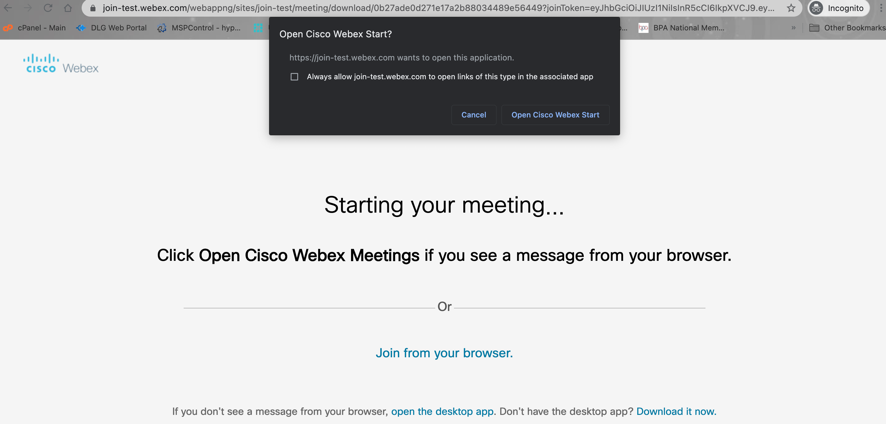 join-test.webex.com/webappng/sites/join-test/meeting/download/0b27ade0d271e17a2b88034489e56449?joinToken=eyJhbGciOiJIUzI1NiIsInR5cCI6IkpXVCJ9.ey...
Incognito
cPanel - Main
DLG Web Portal
MSPControl - hyp...
BPA National Mem...
»
Other Bookmarks
Open Cisco Webex Start?
https://join-test.webex.com wants to open this application.
Always allow join-test.webex.com to open links of this type in the associated app
Cancel
Open Cisco Webex Start
CISCO Webex
Starting your meeting...
Click Open Cisco Webex Meetings if you see a message from your browser.
Or
Join from your browser.
If you don't see a message from your browser, open the desktop app. Don't have the desktop app? Download it now.